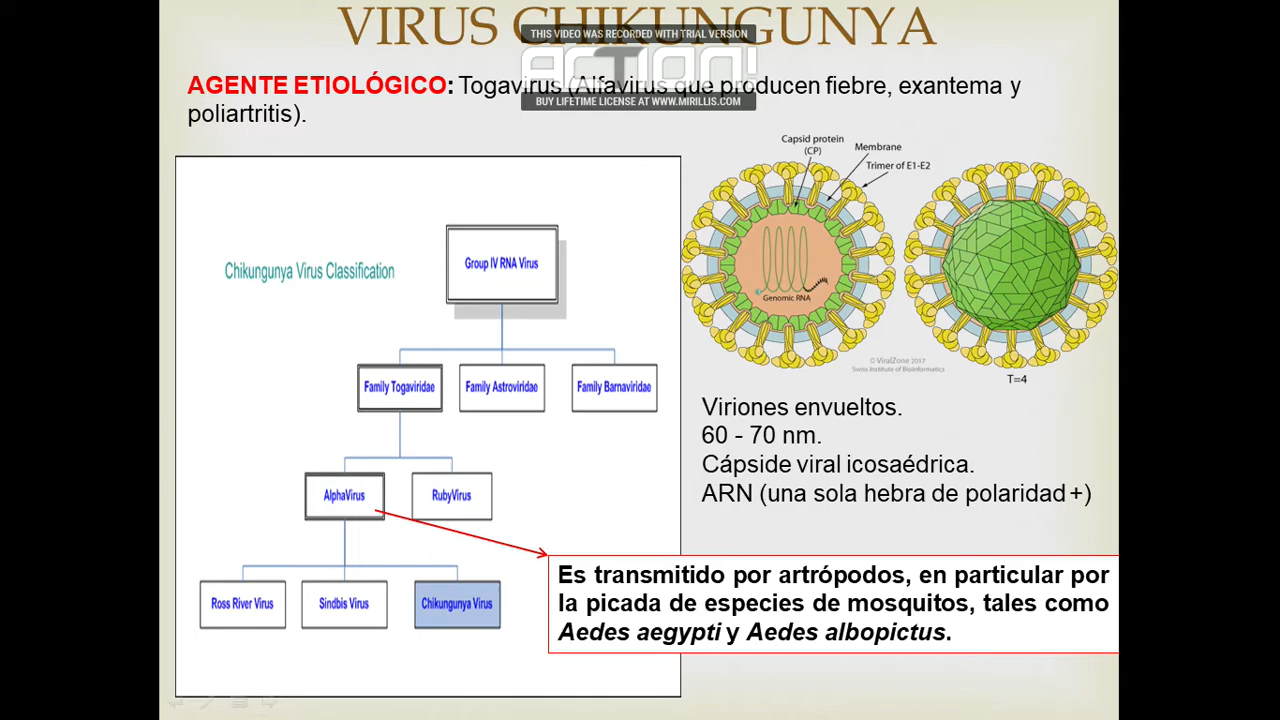 VIRUS CHIKUNGUNYA
THIS VIDEO WAS RECORDED WITH TRIAL VERSION
ACTION!
BUY LIFETIME LICENSE AT WWW.MIRILLIS.COM
AGENTE ETIOLÓGICO: Togavirus (Alfavirus que producen fiebre, exantema y
poliartritis).
Chikungunya Virus Classification
Group IV RNA Virus
Family Togaviridae
Family Astroviridae
Family Barnaviridae
AlphaVirus
RubyVirus
Ross River Virus
Sindbis Virus
Chikungunya Virus
Capsid protein
(CP)
Membrane
Trimer of E1-E2
Genomic RNA
© ViralZone 2017
Swiss Institute of Bioinformatics
T=4
Viriones envueltos.
60 - 70 nm.
Cápside viral icosaédrica.
ARN (una sola hebra de polaridad +)
Es transmitido por artrópodos, en particular por
la picada de especies de mosquitos, tales como
Aedes aegypti y Aedes albopictus.